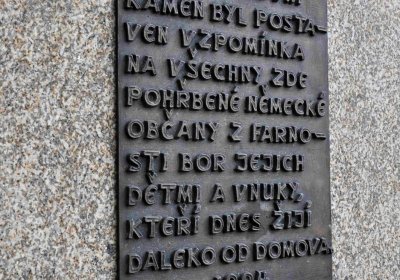 KÁMEN BYL POSTA-
VEN VZPOMÍNKA
NA VŠECHNY, ZDE
POHŘBENÉ NĚMECKÉ
OBČANY Z FARNO-
STI BOR JEJICH
DĚTMI A VNUKY,
KTEŘÍ DNES ŽIJÍ
DALEKO OD DOMOVA.